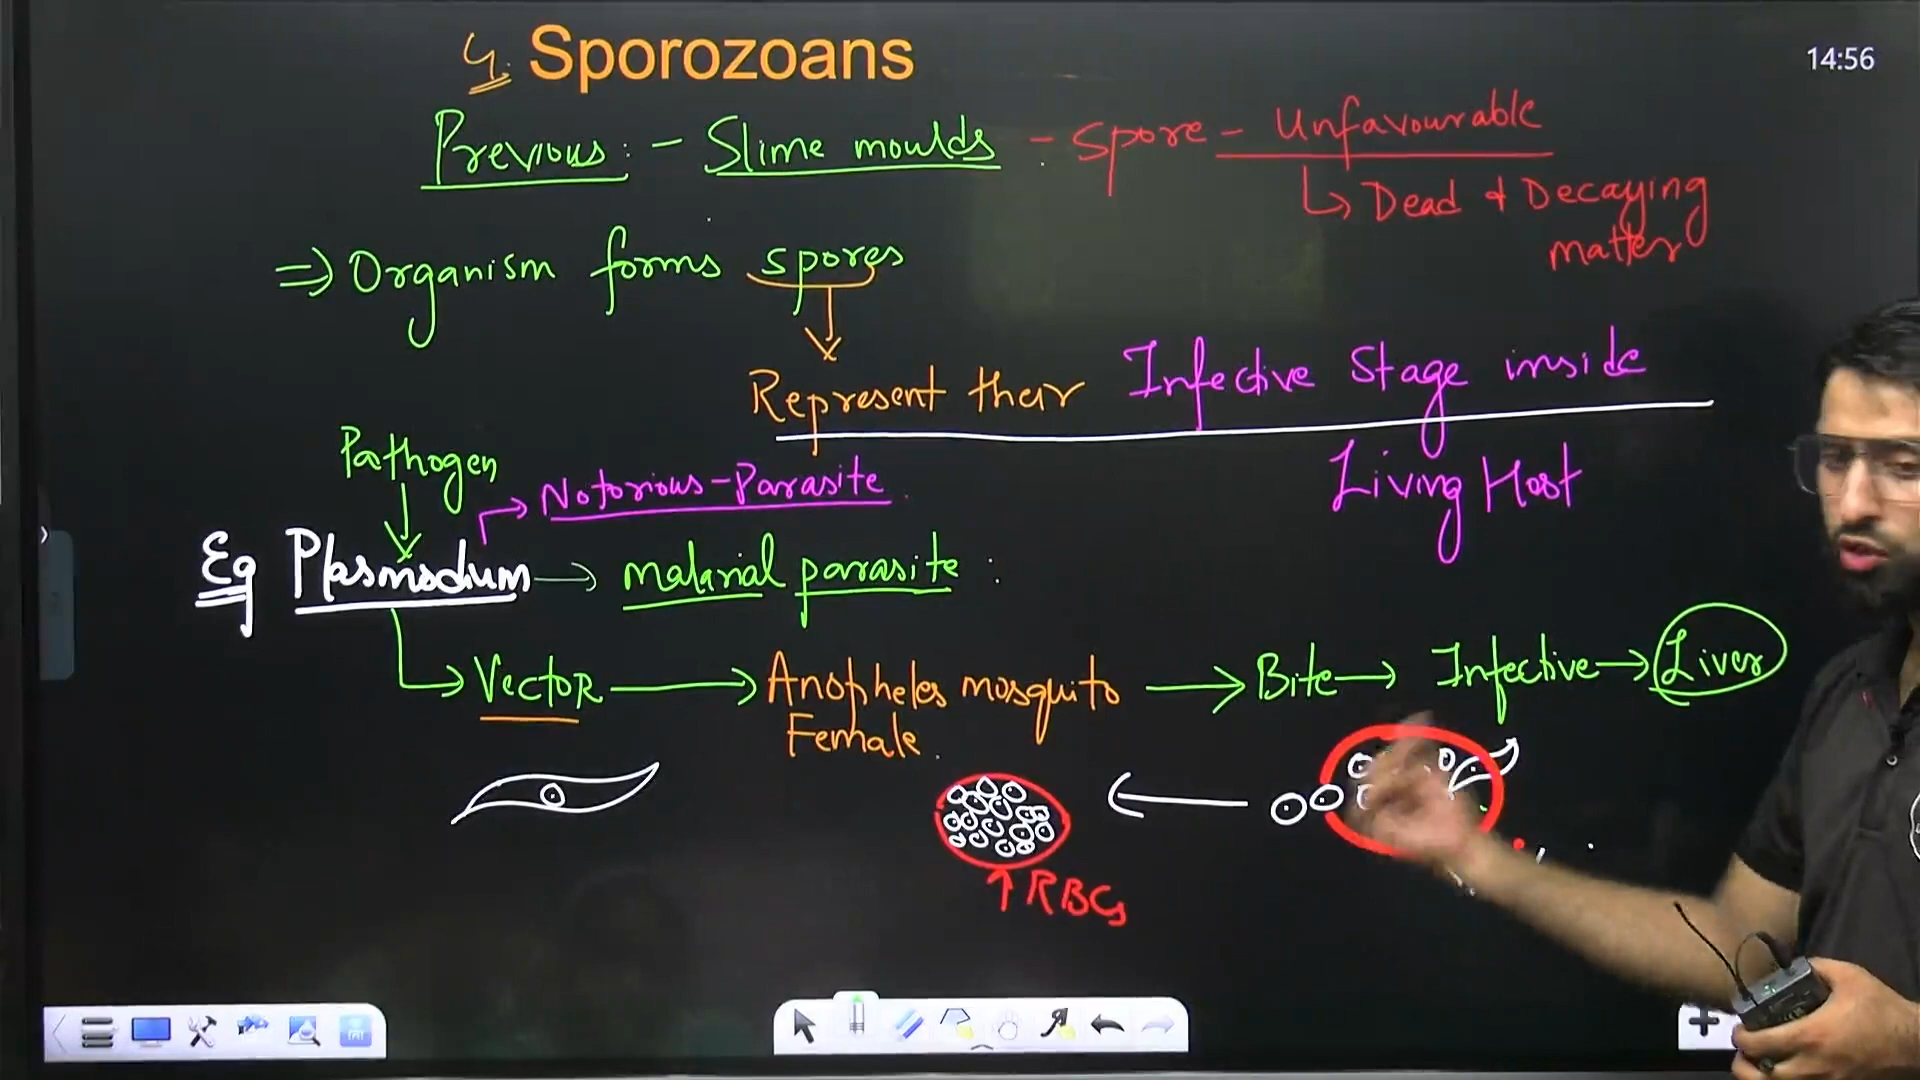 4. Sporozoans
14:56
Previous: - Slime moulds - Spore - Unfavourable
↳ Dead & Decaying
matter
⇒ Organism forms spores
Represent their Infective Stage inside
Living Host
Pathogen
Notorious-Parasite
Eg Plasmodium → malarial parasite :
Vector → Anopheles mosquito → Bite → Infective → Liver
Female
↑ RBCs